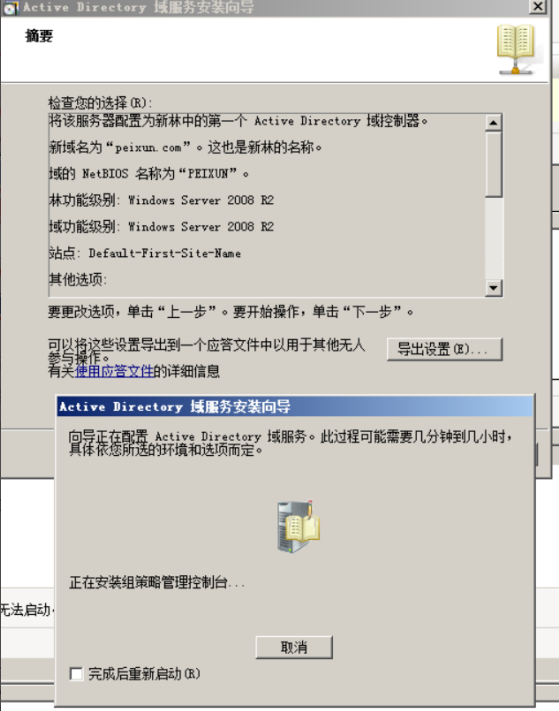 Active Directory 域服务安装向导
摘要
检查您的选择(R):
将该服务器配置为新林中的第一个 Active Directory 域控制器。
新域名为“peixun.com”。这也是新林的名称。
域的 NetBIOS 名称为“PEIXUN”。
林功能级别: Windows Server 2008 R2
域功能级别: Windows Server 2008 R2
站点: Default-First-Site-Name
其他选项:
要更改选项，单击“上一步”。要开始操作，单击“下一步”。
可以将这些设置导出到一个应答文件中以用于其他无人
参与操作。
导出设置(E)...
有关使用应答文件的详细信息
Active Directory 域服务安装向导
向导正在配置 Active Directory 域服务。此过程可能需要几分钟到几小时，
具体依您所选的环境和选项而定。
正在安装组策略管理控制台...
无法启动
取消
完成后重新启动(R)